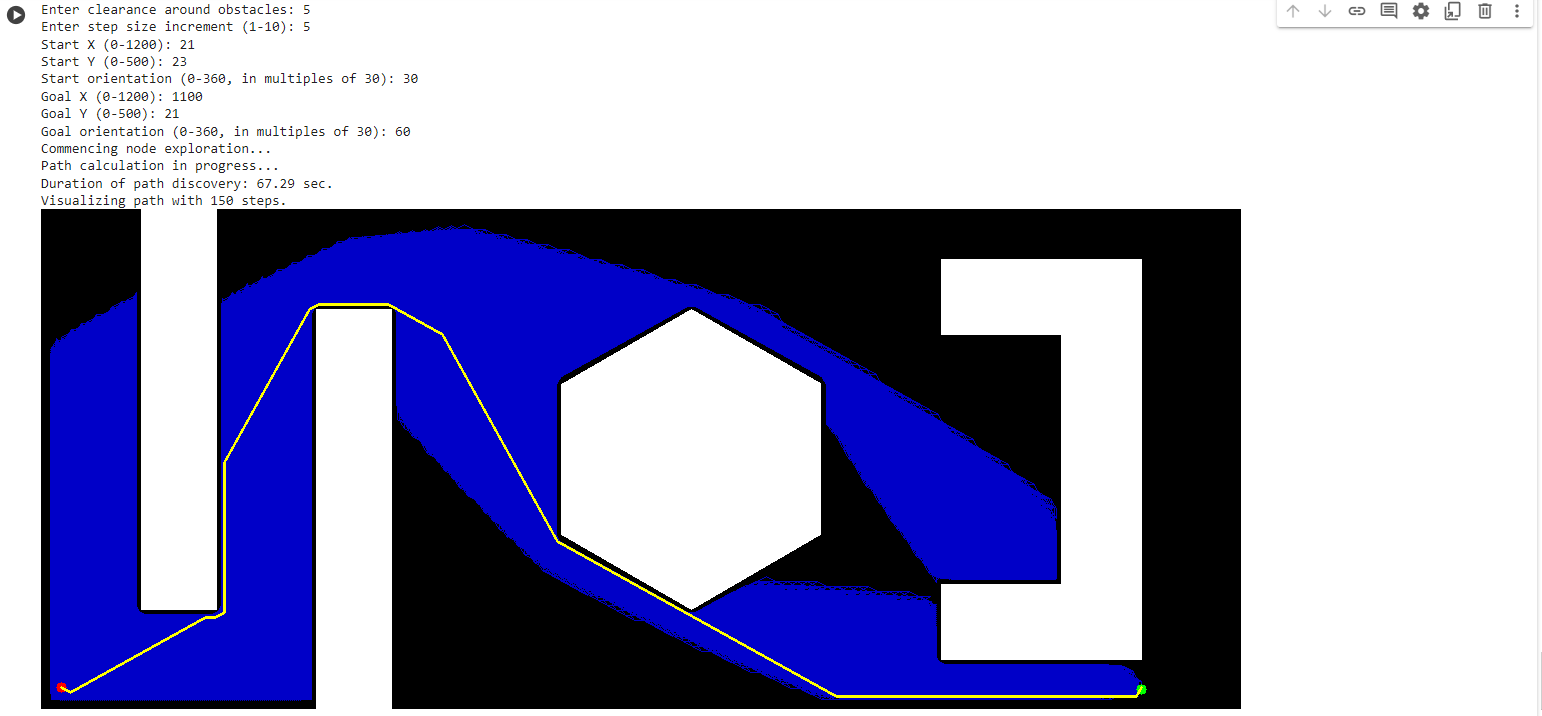 Enter clearance around obstacles: 5
Enter step size increment (1-10): 5
Start X (0-1200): 21
Start Y (0-500): 23
Start orientation (0-360, in multiples of 30): 30
Goal X (0-1200): 1100
Goal Y (0-500): 21
Goal orientation (0-360, in multiples of 30): 60
Commencing node exploration...
Path calculation in progress...
Duration of path discovery: 67.29 sec.
Visualizing path with 150 steps.